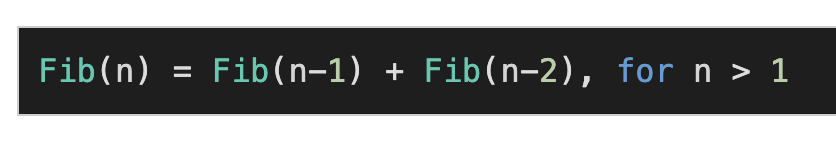 Fib(n) = Fib(n-1) + Fib(n-2), for n > 1